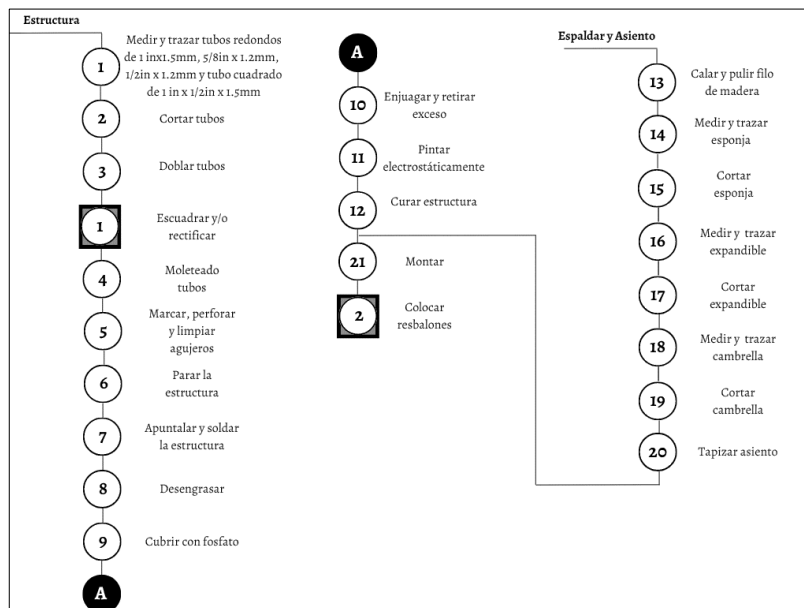 Estructura
1
Medir y trazar tubos redondos
de 1 inx1.5mm, 5/8in x 1.2mm,
1/2in x 1.2mm y tubo cuadrado
de 1 in x 1/2in x 1.5mm
2
Cortar tubos
3
Doblar tubos
1
Escuadrar y/o
rectificar
4
Moleteado
tubos
5
Marcar, perforar
y limpiar
agujeros
6
Parar la
estructura
7
Apuntalar y soldar
la estructura
8
Desengrasar
9
Cubrir con fosfato
A
A
10
Enjuagar y retirar
exceso
11
Pintar
electrostáticamente
12
Curar estructura
21
Montar
2
Colocar
resbalones
Espaldar y Asiento
13
Calar y pulir filo
de madera
14
Medir y trazar
esponja
15
Cortar
esponja
16
Medir y trazar
expandible
17
Cortar
expandible
18
Medir y trazar
cambrella
19
Cortar
cambrella
20
Tapizar asiento